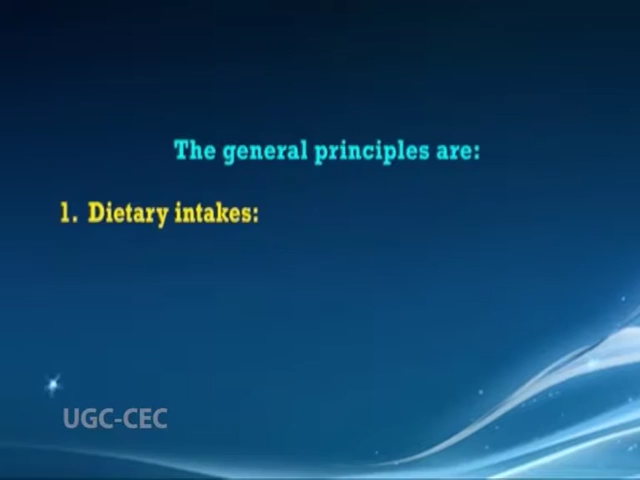 The general principles are:
1. Dietary intakes:
UGC-CEC